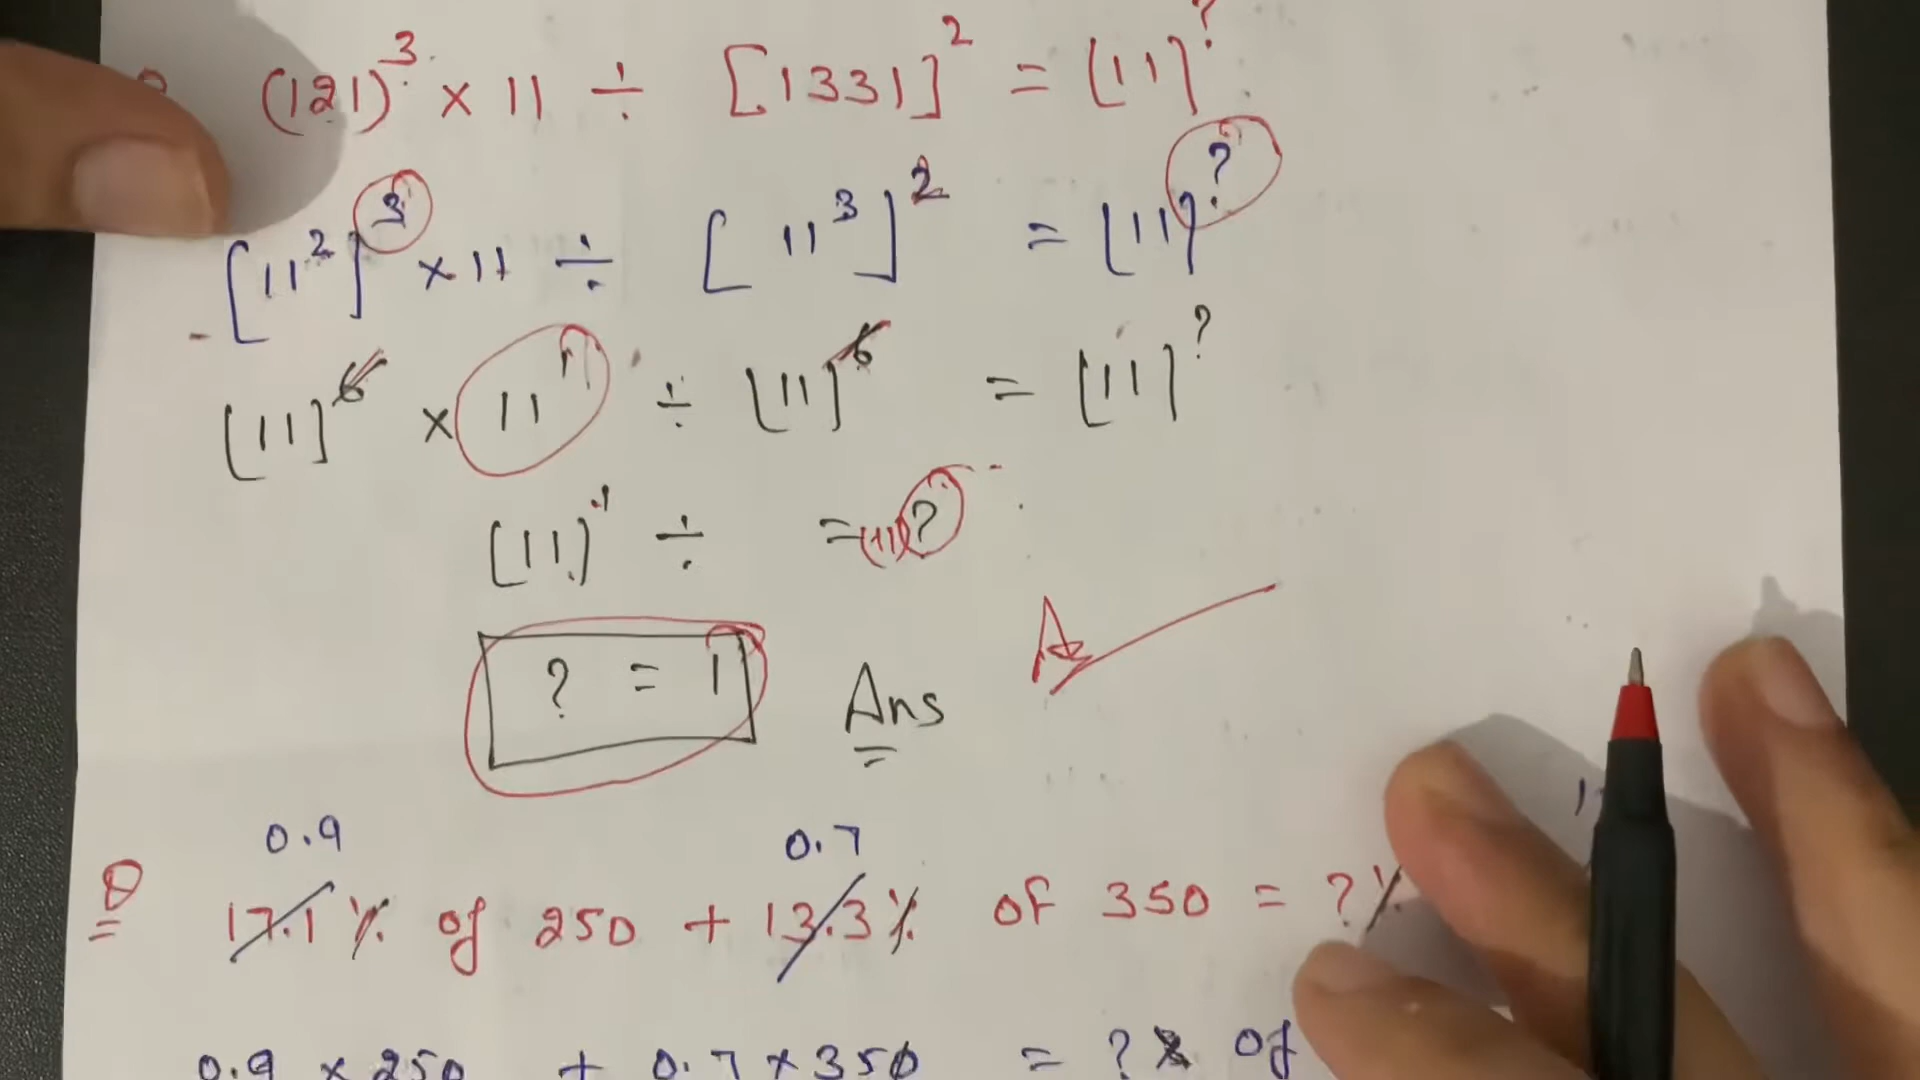 (121)³ × 11 ÷ [1331]² = [11]^?
[11²]³ × 11 ÷ [11³]² = [11]^?
[11]⁶ × 11¹ ÷ [11]⁶ = [11]^?
[11]¹ ÷ = (11)^?
? = 1 Ans
0.9 0.7
Q 17.1% of 250 + 13.3% of 350 = ?%
0.9 × 250 + 0.7 × 350 = ? of